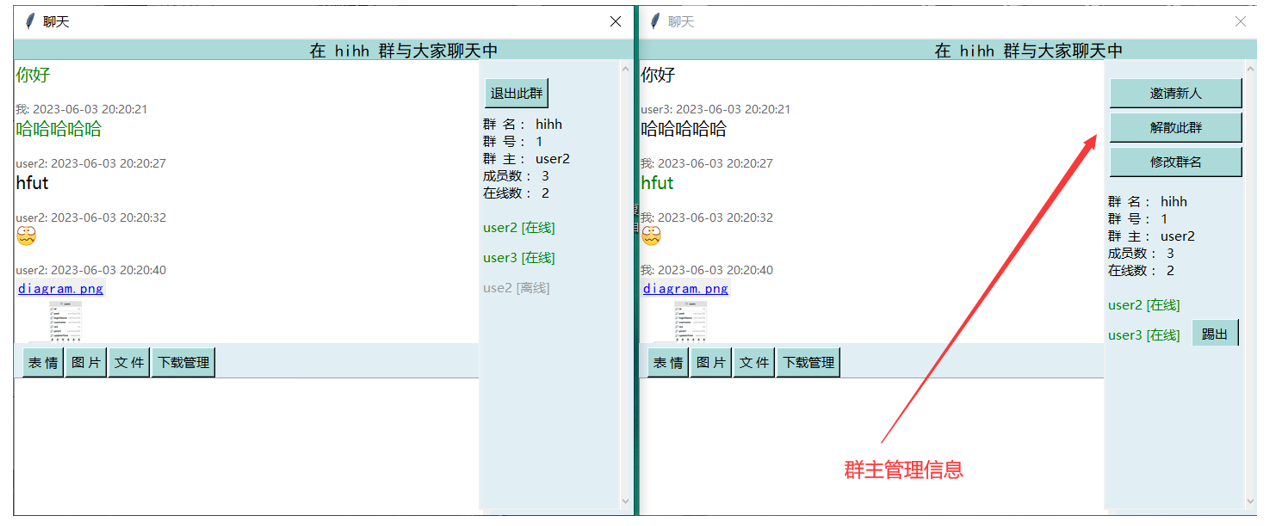 聊天
在 hihh 群与大家聊天中
你好
我: 2023-06-03 20:20:21
哈哈哈哈哈
user2: 2023-06-03 20:20:27
hfut
user2: 2023-06-03 20:20:32
user2: 2023-06-03 20:20:40
diagram.png
表 情 图 片 文 件 下载管理
退出此群
群 名 : hihh
群 号 : 1
群 主 : user2
成员数 : 3
在线数 : 2
user2 [在线]
user3 [在线]
use2 [离线]
聊天
在 hihh 群与大家聊天中
你好
user3: 2023-06-03 20:20:21
哈哈哈哈哈
我: 2023-06-03 20:20:27
hfut
我: 2023-06-03 20:20:32
我: 2023-06-03 20:20:40
diagram.png
表 情 图 片 文 件 下载管理
邀请新人
解散此群
修改群名
群 名 : hihh
群 号 : 1
群 主 : user2
成员数 : 3
在线数 : 2
user2 [在线]
user3 [在线] 踢出
群主管理信息